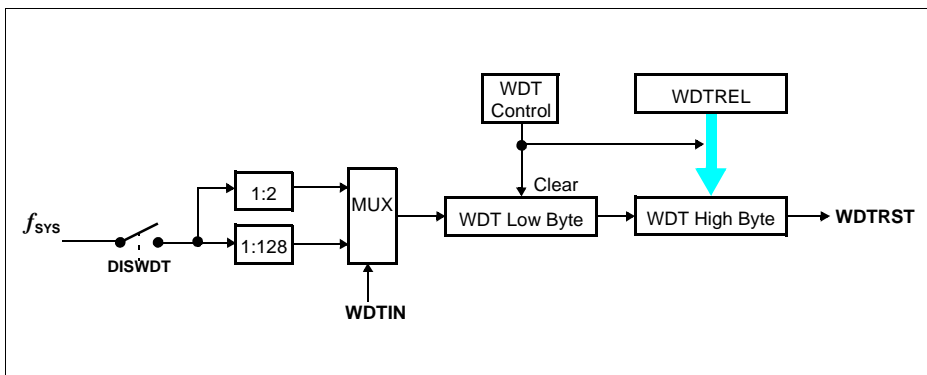 WDT
Control
WDTREL
1:2
MUX
Clear
WDT Low Byte
WDT High Byte
WDTRST
fSYS
1:128
DISWDT
WDTIN